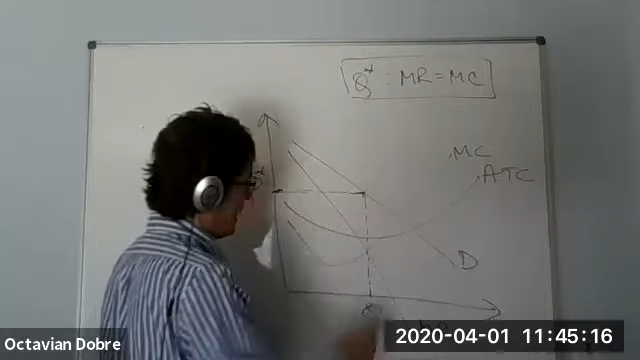 Q* : MR = MC
MC
ATC
D
Octavian Dobre
2020-04-01 11:45:16